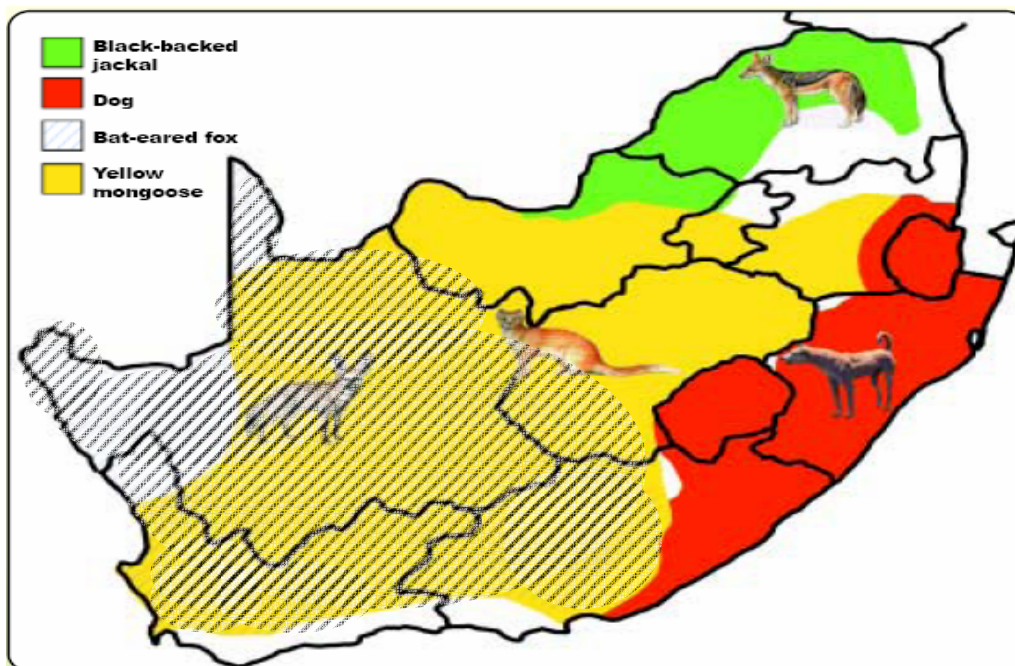 Black-backed
jackal
Dog
Bat-eared fox
Yellow
mongoose